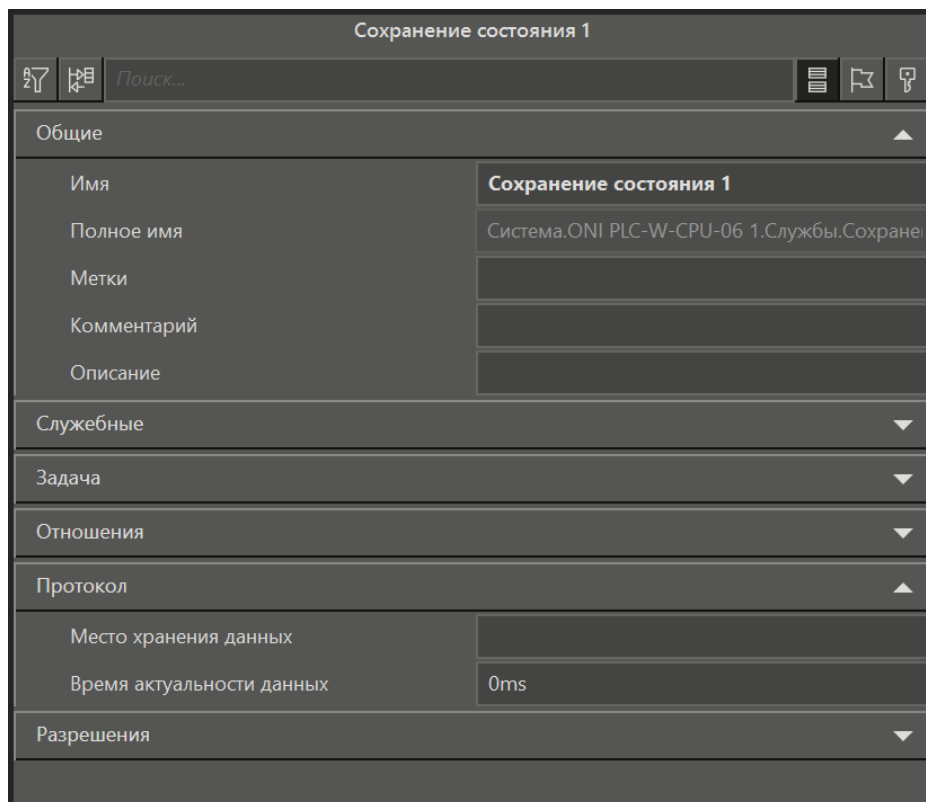 Сохранение состояния 1
Поиск...
Общие
Имя Сохранение состояния 1
Полное имя Система.ONI PLC-W-CPU-06 1.Службы.Сохране
Метки
Комментарий
Описание
Служебные
Задача
Отношения
Протокол
Место хранения данных
Время актуальности данных 0ms
Разрешения